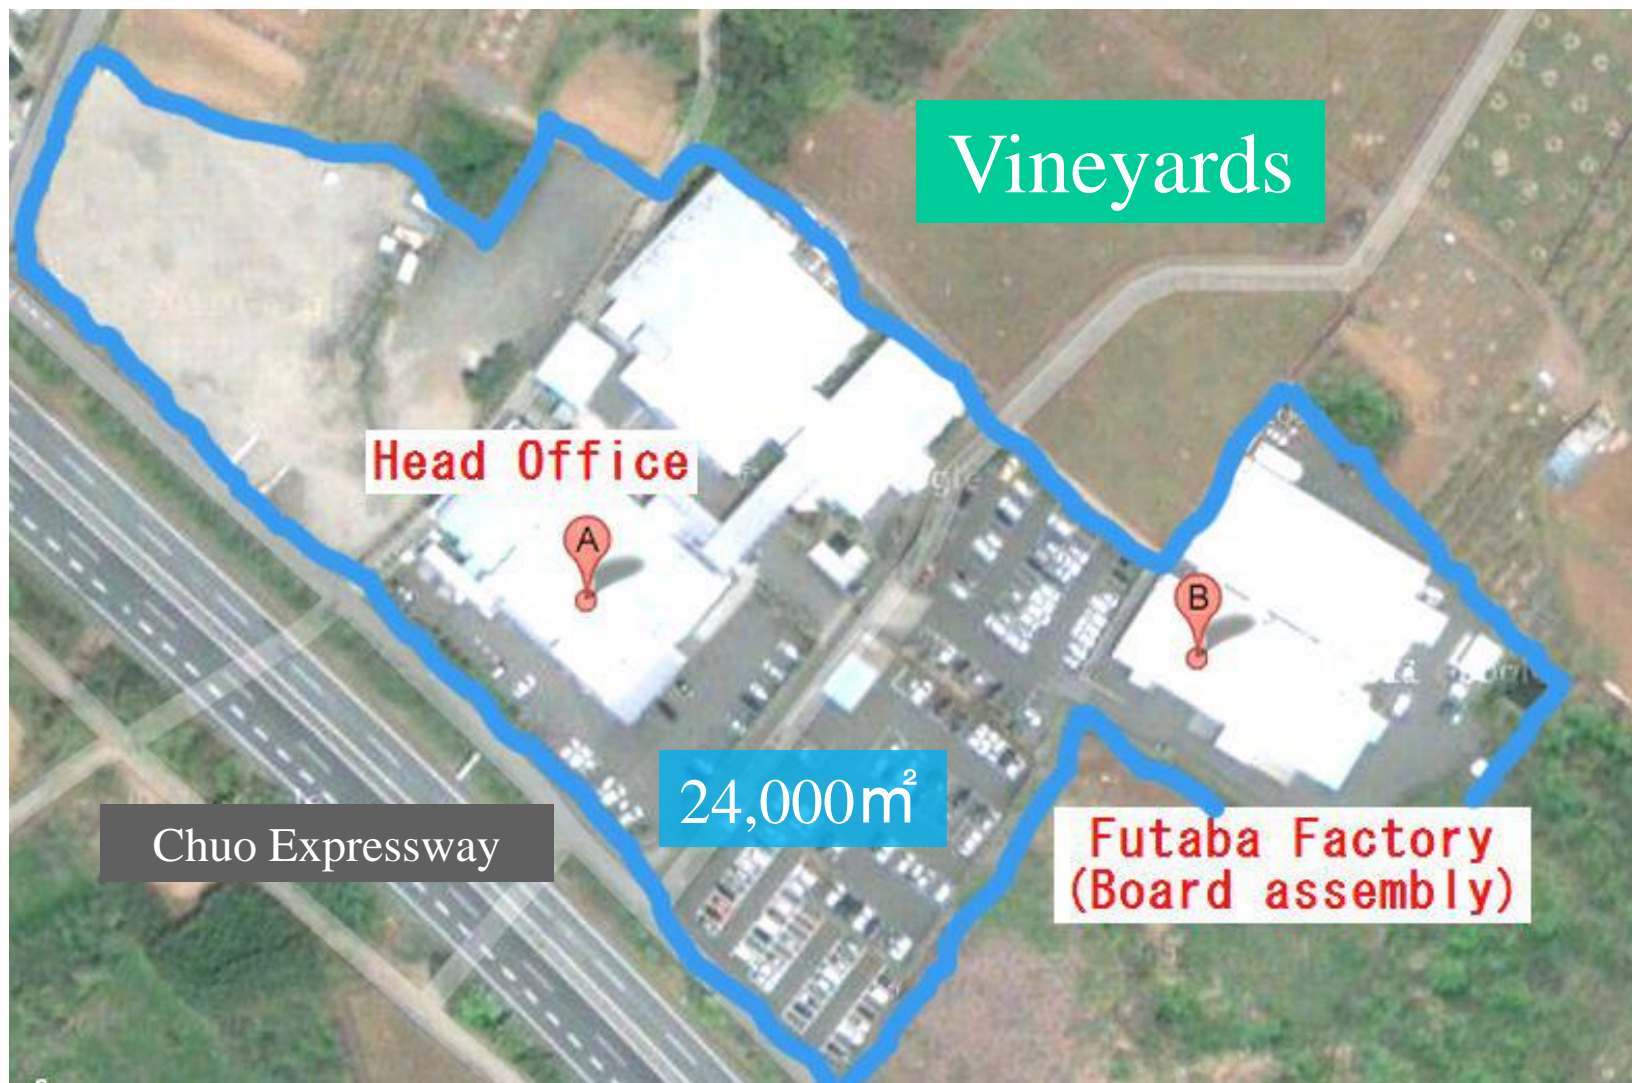 Vineyards
Head Office
A
B
24,000㎡
Chuo Expressway
Futaba Factory
(Board assembly)